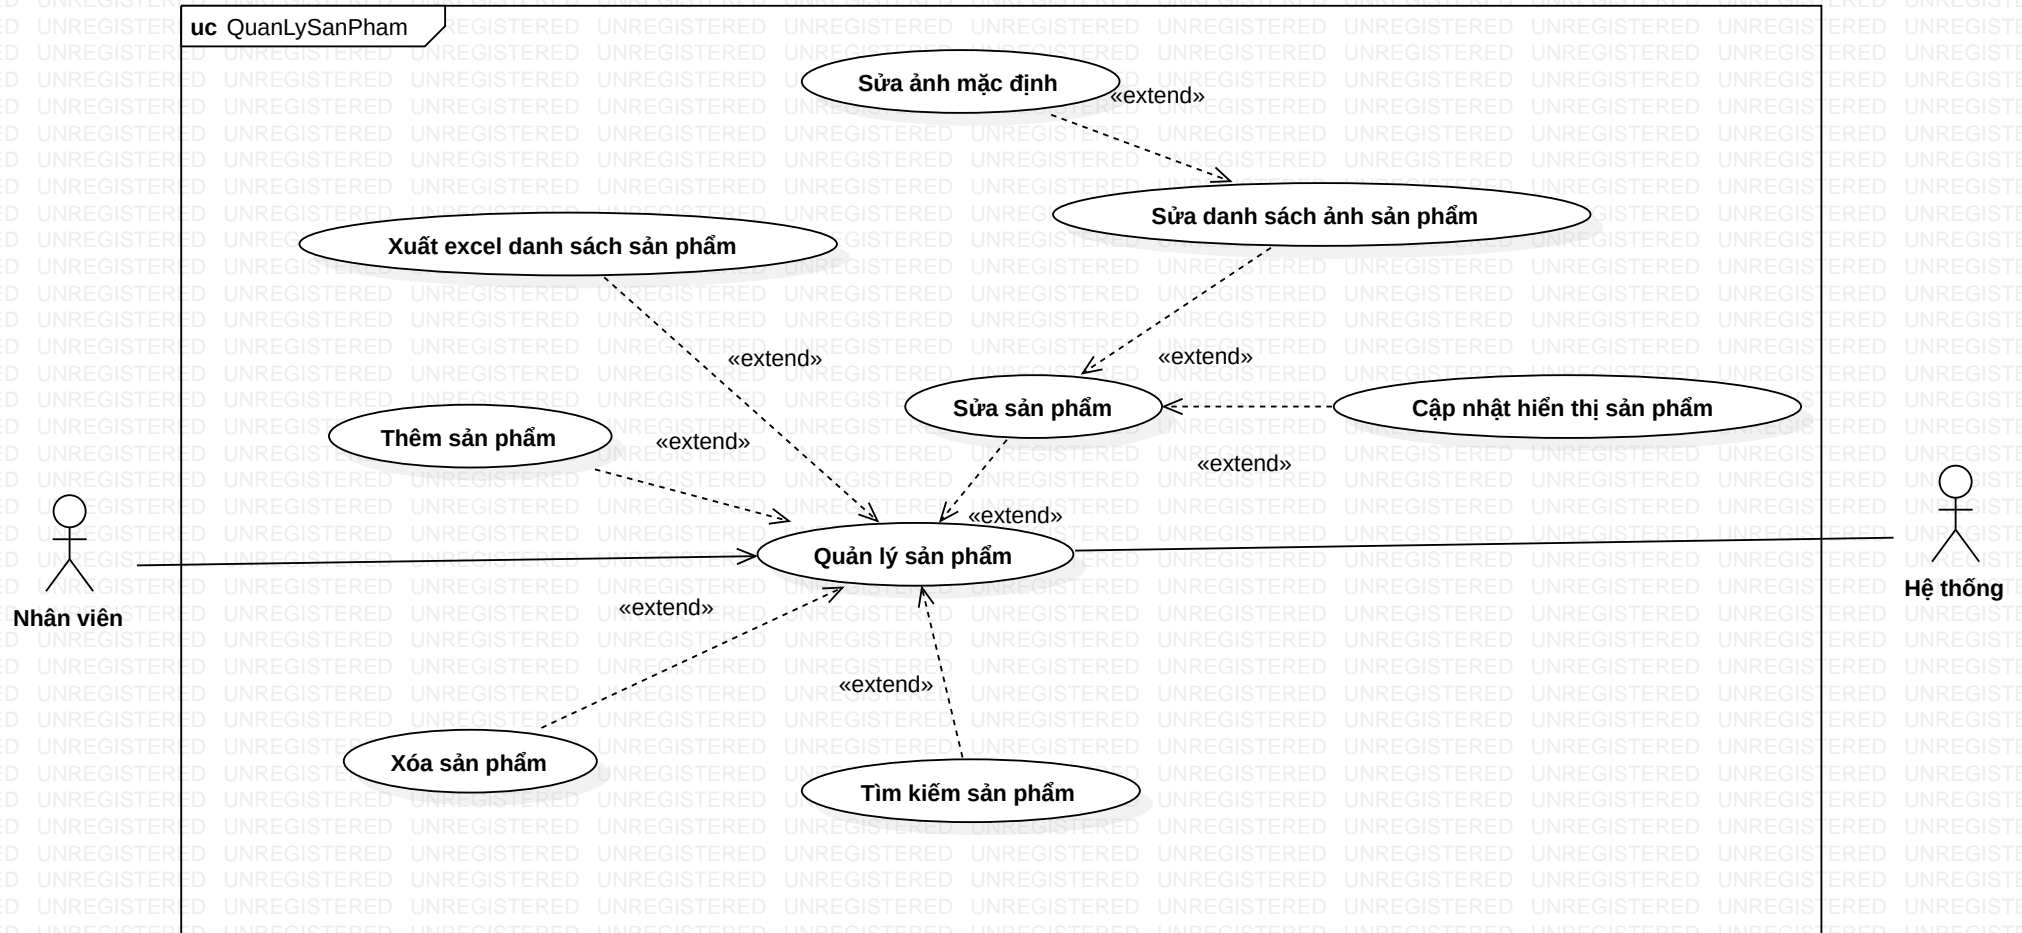 uc QuanLySanPham
Sửa ảnh mặc định
«extend»
Sửa danh sách ảnh sản phẩm
Xuất excel danh sách sản phẩm
«extend»
«extend»
Sửa sản phẩm
Cập nhật hiển thị sản phẩm
Thêm sản phẩm
«extend»
«extend»
«extend»
Quản lý sản phẩm
Nhân viên
Hệ thống
«extend»
«extend»
Xóa sản phẩm
Tìm kiếm sản phẩm
UNREGISTERED